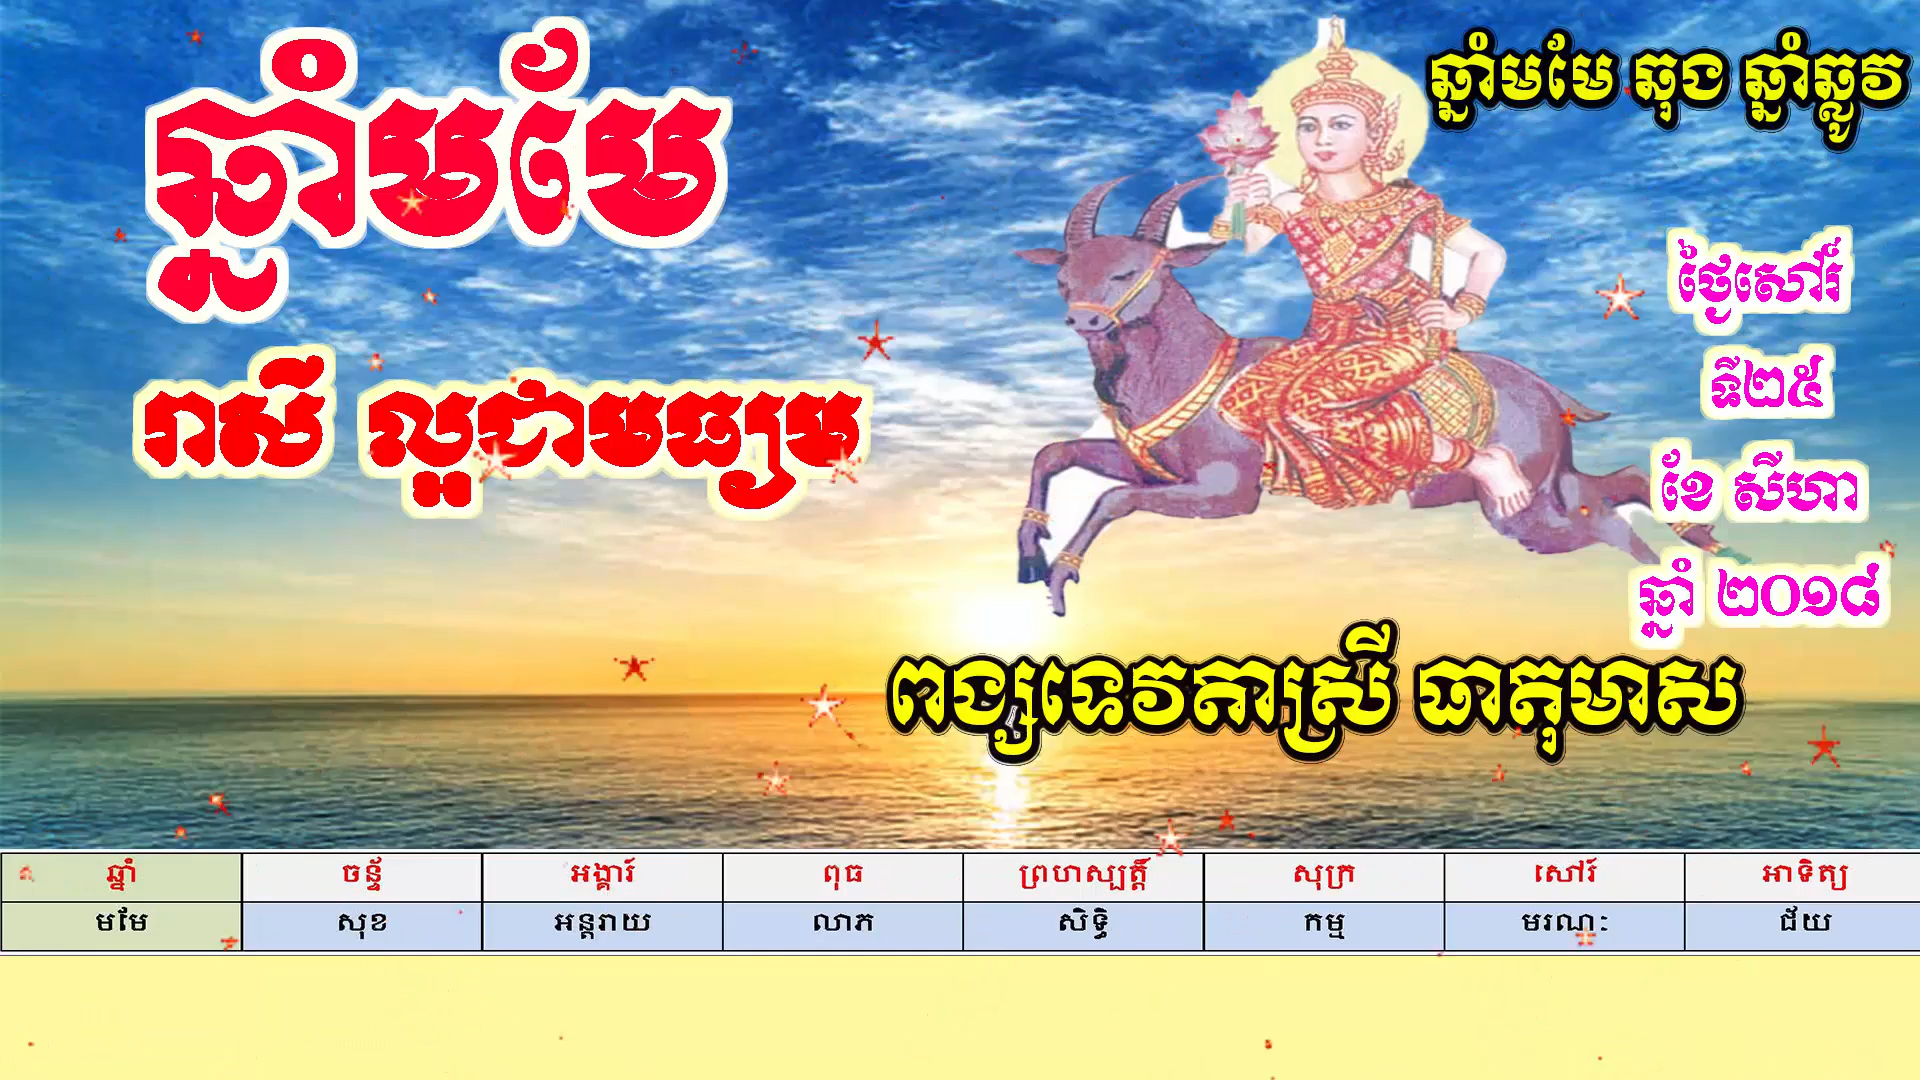 ឆ្នាំមមែ
រាសី ល្អជាមធ្យម
ឆ្នាំមមែ ឆុង ឆ្នាំឆ្លូវ
ថ្ងៃសៅរ៍
ទី២៥
ខែ សីហា
ឆ្នាំ ២០១៨
ពង្សទេវតាស្រី ធាតុមាស
ឆ្នាំ ចន្ទ័ អង្គារ៍ ពុធ ព្រហស្បត្តិ៍ សុក្រ សៅរ៍ អាទិត្យ
មមែ សុខ អន្តរាយ លាភ សិទ្ធិ កម្ម មរណៈ ជ័យ